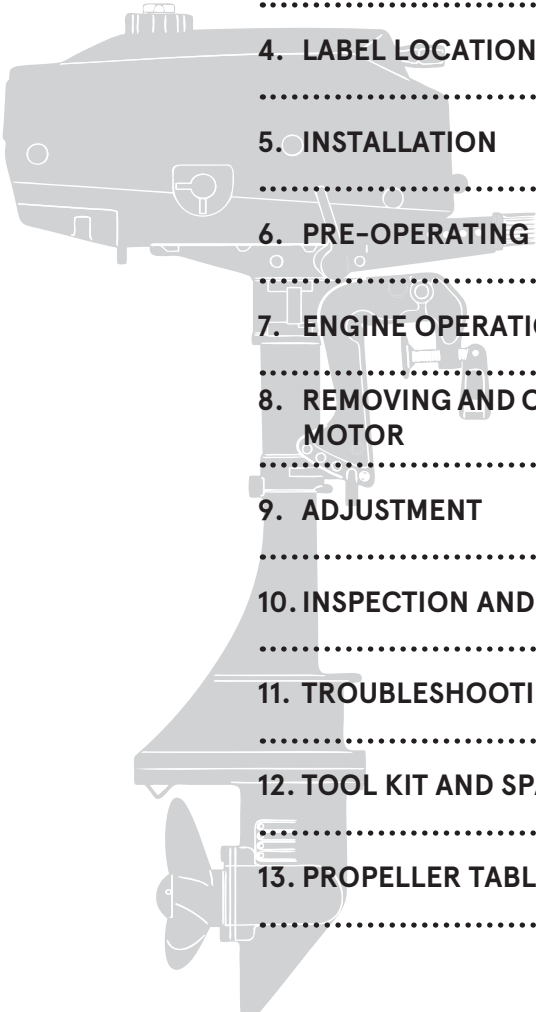 4. LABEL LOCATION
5. INSTALLATION
6. PRE-OPERATING
7. ENGINE OPERATI
8. REMOVING AND
MOTOR
9. ADJUSTMENT
10. INSPECTION AND
11. TROUBLESHOOTI
12. TOOL KIT AND SPA
13. PROPELLER TABL